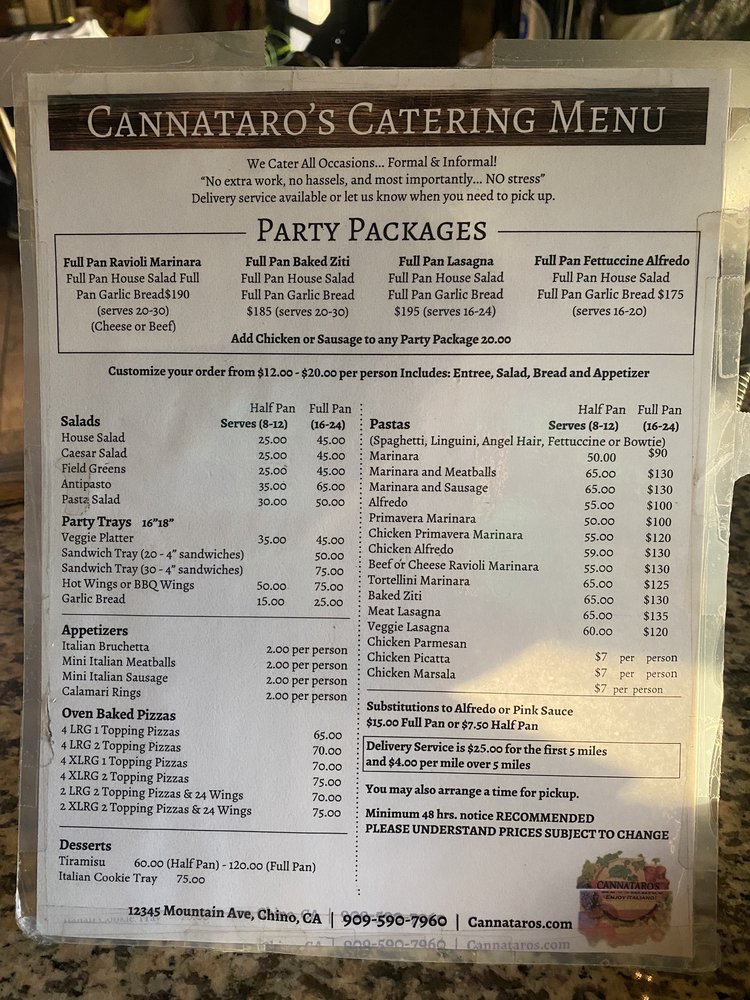 CANNATARO'S CATERING MENU
We Cater All Occasions... Formal & Informal!
"No extra work, no hassels, and most importantly... NO stress"
Delivery service available or let us know when you need to pick up.
PARTY PACKAGES
Full Pan Ravioli Marinara
Full Pan House Salad Full
Pan Garlic Bread$190
(serves 20-30)
(Cheese or Beef)
Full Pan Baked Ziti
Full Pan House Salad
Full Pan Garlic Bread
$185 (serves 20-30)
Full Pan Lasagna
Full Pan House Salad
Full Pan Garlic Bread
$195 (serves 16-24)
Full Pan Fettuccine Alfredo
Full Pan House Salad
Full Pan Garlic Bread $175
(serves 16-20)
Add Chicken or Sausage to any Party Package 20.00
Customize your order from $12.00 - $20.00 per person Includes: Entree, Salad, Bread and Appetizer
Half Pan Full Pan
Salads Serves (8-12) (16-24)
House Salad 25.00 45.00
Caesar Salad 25.00 45.00
Field Greens 25.00 45.00
Antipasto 35.00 65.00
Pasta Salad 30.00 50.00
Party Trays 16"18"
Veggie Platter 35.00 45.00
Sandwich Tray (20 - 4" sandwiches) 50.00
Sandwich Tray (30 - 4" sandwiches) 75.00
Hot Wings or BBQ Wings 50.00 75.00
Garlic Bread 15.00 25.00
Appetizers
Italian Bruchetta 2.00 per person
Mini Italian Meatballs 2.00 per person
Mini Italian Sausage 2.00 per person
Calamari Rings 2.00 per person
Oven Baked Pizzas
4 LRG 1 Topping Pizzas 65.00
4 LRG 2 Topping Pizzas 70.00
4 XLRG 1 Topping Pizzas 70.00
4 XLRG 2 Topping Pizzas 75.00
2 LRG 2 Topping Pizzas & 24 Wings 70.00
2 XLRG 2 Topping Pizzas & 24 Wings 75.00
Desserts
Tiramisu 60.00 (Half Pan) - 120.00 (Full Pan)
Italian Cookie Tray 75.00
Half Pan Full Pan
Pastas Serves (8-12) (16-24)
(Spaghetti, Linguini, Angel Hair, Fettuccine or Bowtie)
Marinara 50.00 $90
Marinara and Meatballs 65.00 $130
Marinara and Sausage 65.00 $130
Alfredo 55.00 $100
Primavera Marinara 50.00 $100
Chicken Primavera Marinara 55.00 $120
Chicken Alfredo 59.00 $130
Beef or Cheese Ravioli Marinara 55.00 $130
Tortellini Marinara 65.00 $125
Baked Ziti 65.00 $130
Meat Lasagna 65.00 $135
Veggie Lasagna 60.00 $120
Chicken Parmesan $7 per person
Chicken Picatta $7 per person
Chicken Marsala $7 per person
Substitutions to Alfredo or Pink Sauce
$15.00 Full Pan or $7.50 Half Pan
Delivery Service is $25.00 for the first 5 miles
and $4.00 per mile over 5 miles
You may also arrange a time for pickup.
Minimum 48 hrs. notice RECOMMENDED
PLEASE UNDERSTAND PRICES SUBJECT TO CHANGE
CANNATARO'S
ENJOY ITALIANO!
12345 Mountain Ave, Chino, CA | 909-590-7960 | Cannataros.com